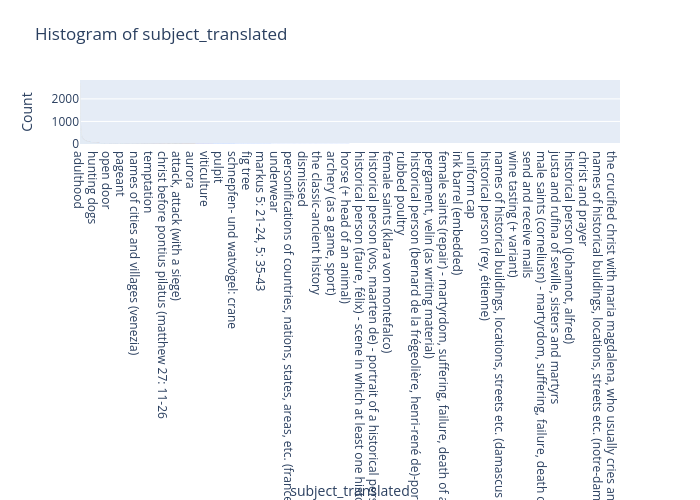 Histogram of subject_translated
Count
2000
1000
0
adulthood
hunting dogs
open door
pageant
names of cities and villages (venezia)
temptation
christ before pontius pilatus (matthew 27: 11-26
attack, attack (with a siege)
aurora
viticulture
pulpit
schnepfen- und watvögel: crane
fig tree
markus 5: 21-24, 5: 35-43
underwear
personifications of countries, nations, states, areas, etc. (france
dismissed
the classic-ancient history
archery (as a game, sport)
horse (+ head of an animal)
historical person (faure, félix) - scene in which at least one hist
historical person (vos, maarten de) - portrait of a historical pers
female saints (klara von montefalco)
rubbed poultry
historical person (bernard de la frégeolière, henri-rené de)-por
pergament, velin (as writing material)
female saints (repair) - martyrdom, suffering, failure, death of a
ink barrel (embedded)
uniform cap
historical person (rey, étienne)
names of historical buildings, locations, streets etc. (damascus
wine tasting (+ variant)
send and receive mails
male saints (corneliusn) - martyrdom, suffering, failure, death o
justa and rufina of seville, sisters and martyrs
historical person (johannot, alfred)
christ and prayer
names of historical buildings, locations, streets etc. (notre-dam
the crucified christ with maria magdalena, who usually cries an
subject_translated